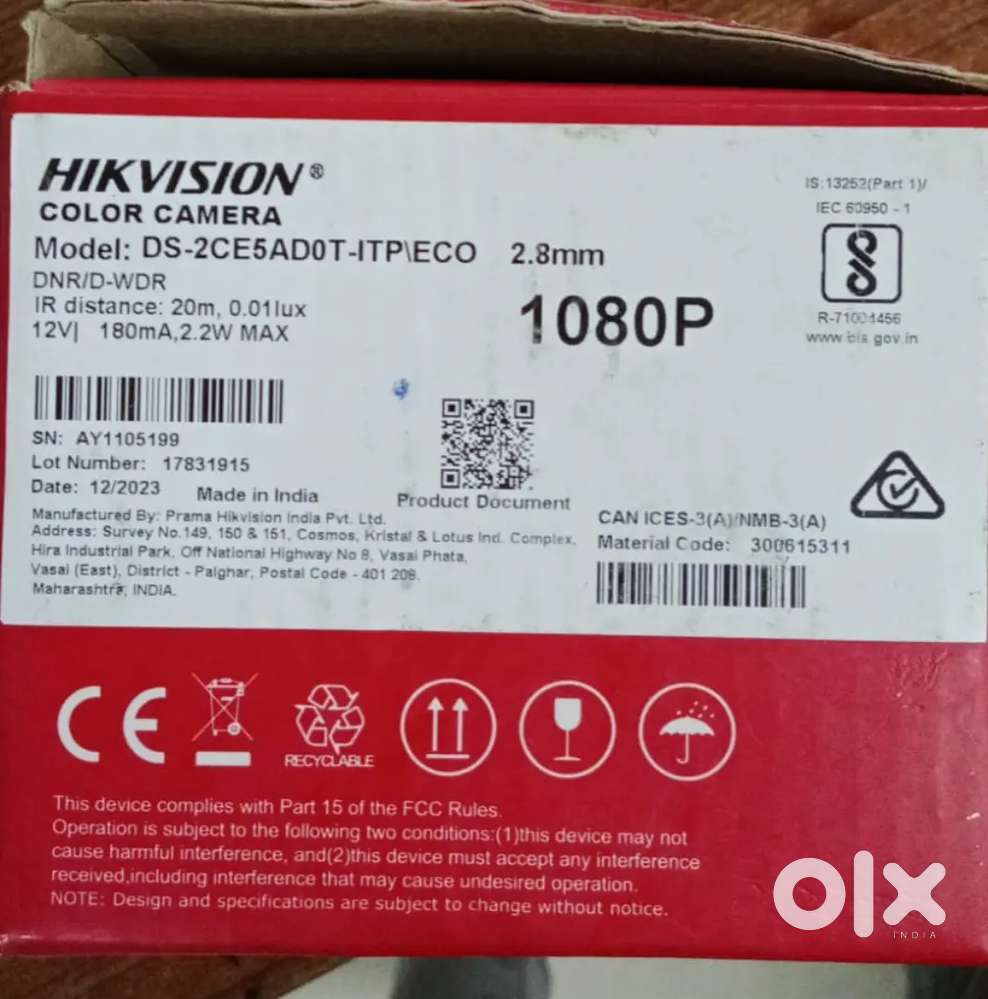 HIKVISION®
COLOR CAMERA
Model: DS-2CE5AD0T-ITP\ECO 2.8mm
DNR/D-WDR
IR distance: 20m, 0.01lux
12V| 180mA,2.2W MAX
1080P
IS:13252(Part 1)/
IEC 60950 - 1
R-71001456
www.bis.gov.in
SN: AY1105199
Lot Number: 17831915
Date: 12/2023 Made in India
Product Document
Manufactured By: Prama Hikvision India Pvt. Ltd.
Address: Survey No.149, 150 & 151, Cosmos, Kristal & Lotus Ind. Complex,
Hira Industrial Park, Off National Highway No 8, Vasai Phata,
Vasai (East), District - Palghar, Postal Code - 401 208.
Maharashtra, INDIA.
CAN ICES-3(A)/NMB-3(A)
Material Code: 300615311
CE
RECYCLABLE
This device complies with Part 15 of the FCC Rules.
Operation is subject to the following two conditions:(1)this device may not
cause harmful interference, and(2)this device must accept any interference
received,including interference that may cause undesired operation.
NOTE: Design and specifications are subject to change without notice.
olx
INDIA